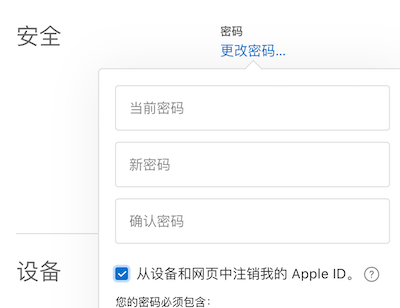 安全
密码
更改密码...
当前密码
新密码
确认密码
从设备和网页中注销我的 Apple ID。 ?
设备
您的密码必须包含：